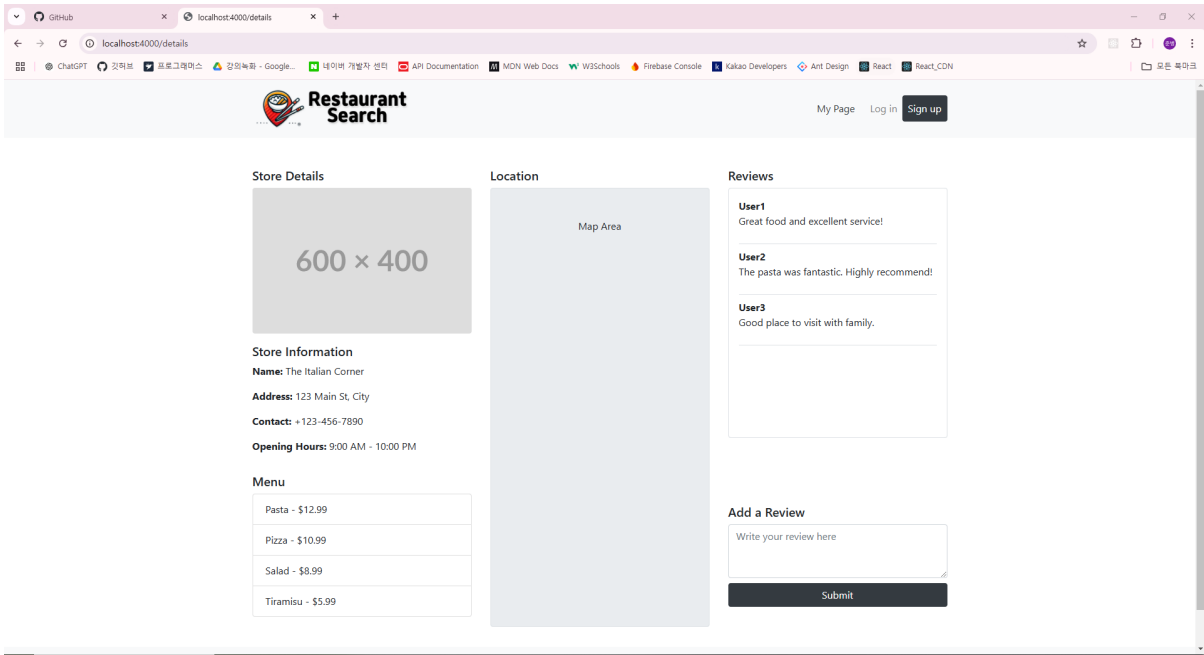 GitHub
localhost:4000/details
localhost:4000/details
ChatGPT
깃허브
프로그래머스
강의녹화 - Google...
네이버 개발자 센터
API Documentation
MDN Web Docs
W3Schools
Firebase Console
Kakao Developers
Ant Design
React
React_CDN
모든 북마크
Restaurant
Search
My Page
Log in
Sign up
Store Details
600 × 400
Store Information
Name: The Italian Corner
Address: 123 Main St, City
Contact: +123-456-7890
Opening Hours: 9:00 AM - 10:00 PM
Menu
Pasta - $12.99
Pizza - $10.99
Salad - $8.99
Tiramisu - $5.99
Location
Map Area
Reviews
User1
Great food and excellent service!
User2
The pasta was fantastic. Highly recommend!
User3
Good place to visit with family.
Add a Review
Write your review here
Submit